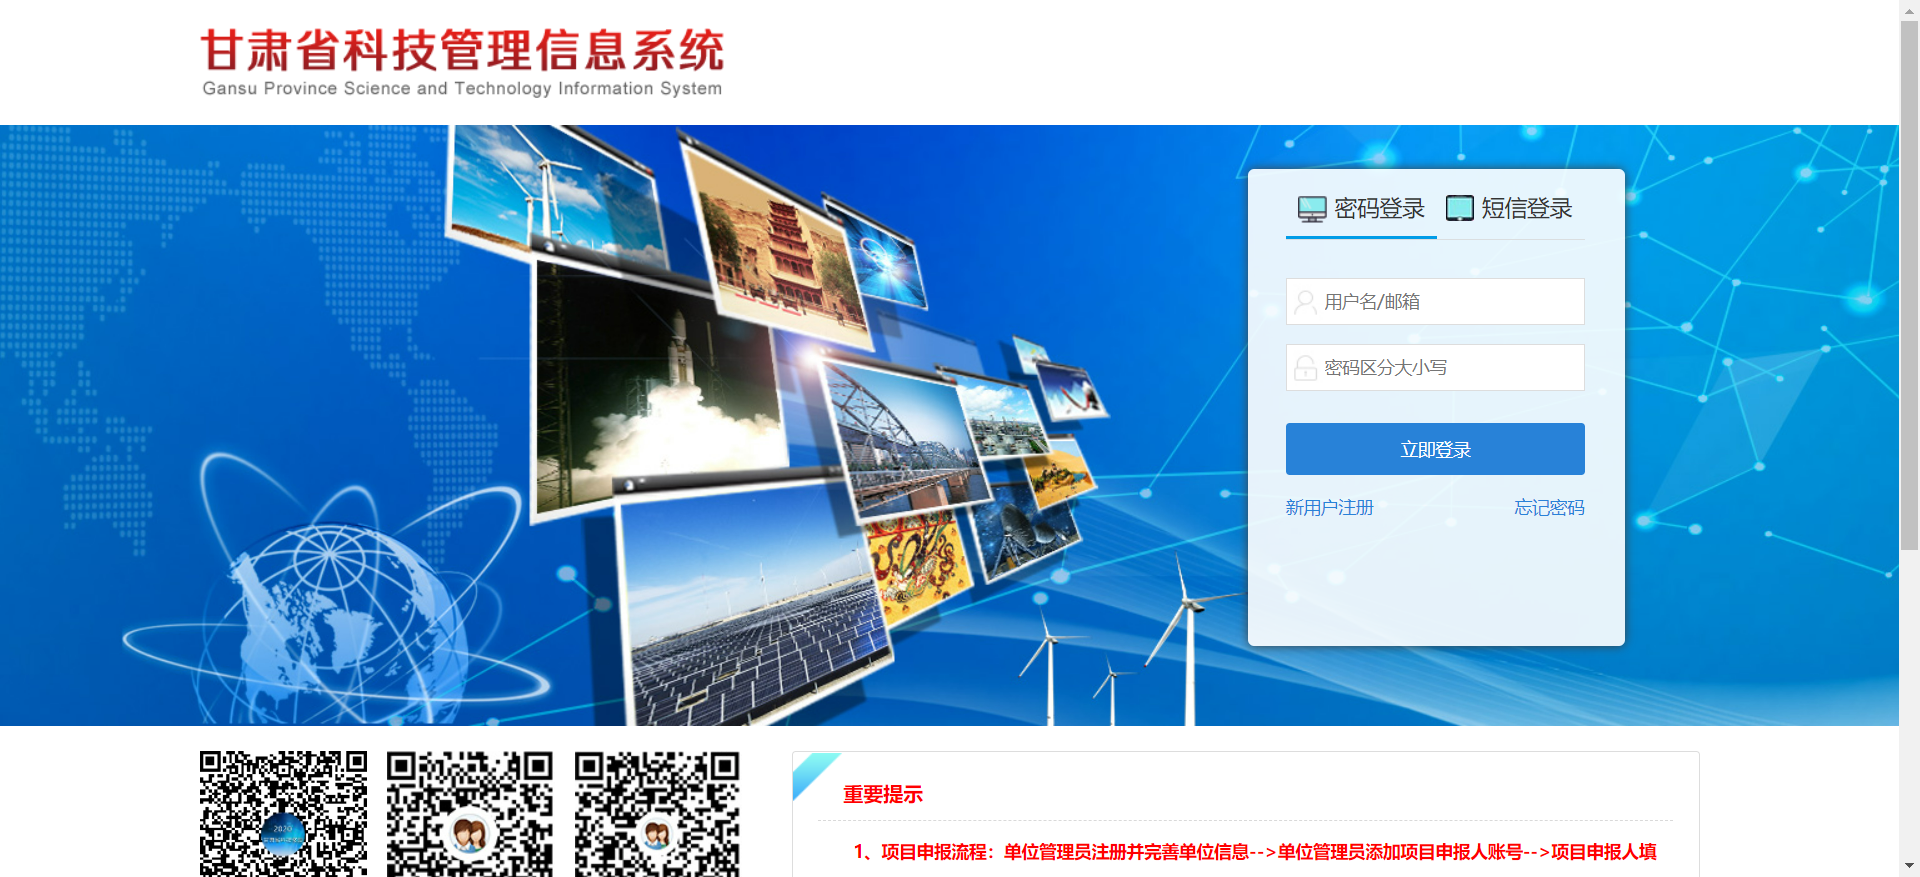 甘肃省科技管理信息系统
Gansu Province Science and Technology Information System
密码登录
短信登录
用户名/邮箱
密码区分大小写
立即登录
新用户注册
忘记密码
2020
重要提示
1、项目申报流程：单位管理员注册并完善单位信息-->单位管理员添加项目申报人账号-->项目申报人填